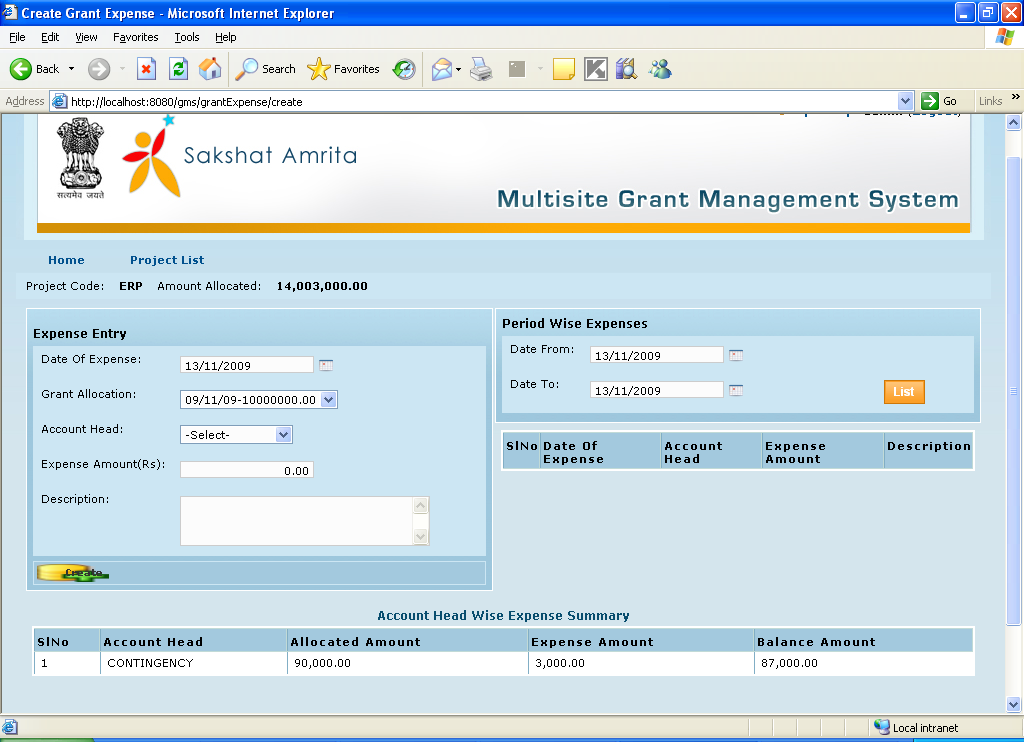 Create Grant Expense - Microsoft Internet Explorer
File Edit View Favorites Tools Help
Back Search Favorites
Address http://localhost:8080/gms/grantExpense/create Go Links »
सत्यमेव जयते
Sakshat Amrita
Multisite Grant Management System
Home Project List
Project Code: ERP Amount Allocated: 14,003,000.00
Expense Entry
Date Of Expense: 13/11/2009
Grant Allocation: 09/11/09-10000000.00
Account Head: -Select-
Expense Amount(Rs): 0.00
Description:
Create
Period Wise Expenses
Date From: 13/11/2009
Date To: 13/11/2009
List
SlNo Date Of Expense Account Head Expense Amount Description
Account Head Wise Expense Summary
SlNo Account Head Allocated Amount Expense Amount Balance Amount
1 CONTINGENCY 90,000.00 3,000.00 87,000.00
Local intranet